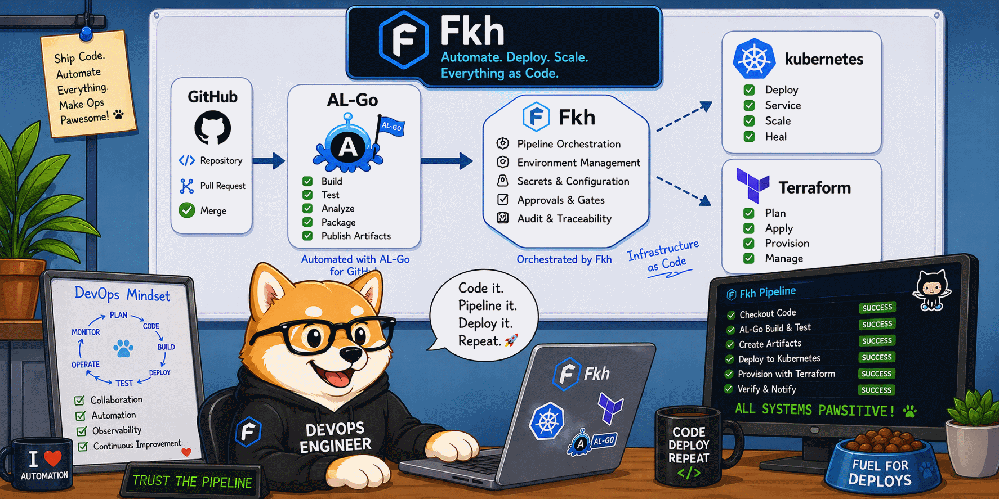 Ship Code.
Automate
Everything.
Make Ops
Pawesome!
Fkh
Automate. Deploy. Scale.
Everything as Code.
GitHub
Repository
Pull Request
Merge
AL-Go
AL-GO
A
Build
Test
Analyze
Package
Publish Artifacts
Automated with AL-Go
for GitHu
Fkh
Pipeline Orchestration
Environment Management
Secrets & Configuration
Approvals & Gates
Audit & Traceability
Orchestrated by Fkh
Infrastructure
as Code
kubernetes
Deploy
Service
Scale
Heal
Terraform
Plan
Apply
Provision
Manage
DevOps Mindset
PLAN
CODE
BUILD
DEPLOY
TEST
OPERATE
MONITOR
Collaboration
Automation
Observability
Continuous Improvement
I ❤
AUTOMATION
TRUST THE PIPELINE
F
DEVOPS
ENGINEER
Code it.
Pipeline it.
Deploy it.
Repeat. 🚀
F Fkh
A AL-GO
CODE
DEPLOY
REPEAT
</>
Fkh Pipeline
Checkout Code SUCCESS
AL-Go Build & Test SUCCESS
Create Artifacts SUCCESS
Deploy to Kubernetes SUCCESS
Provision with Terraform SUCCESS
Verify & Notify SUCCESS
ALL SYSTEMS PAWSITIVE!
FUEL FOR
DEPLOYS